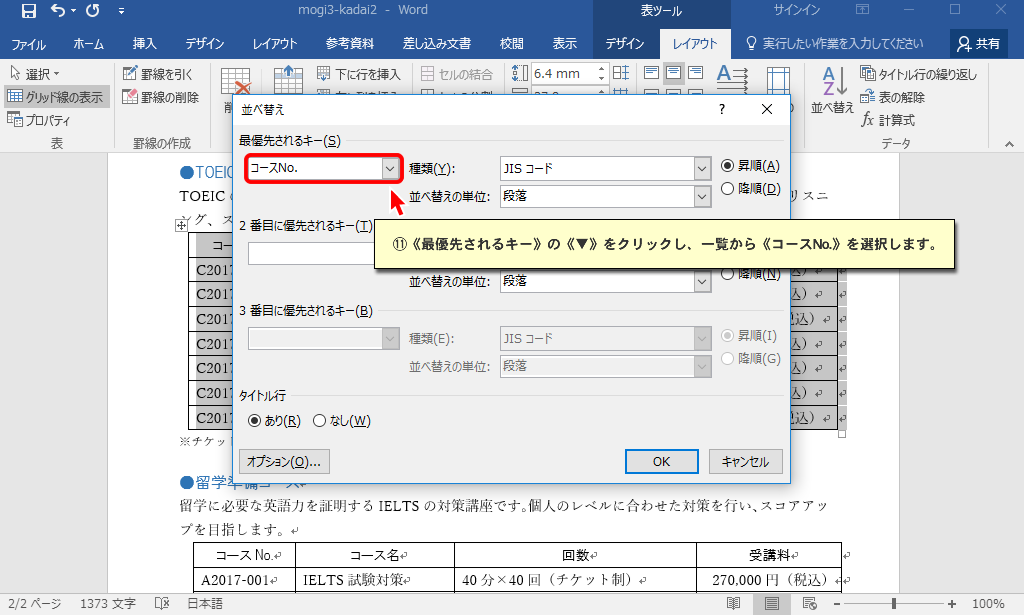 mogi3-kadai2 - Word
表ツール
サインイン
ファイル ホーム 挿入 デザイン レイアウト 参考資料 差し込み文書 校閲 表示 デザイン レイアウト 実行したい作業を入力してください 共有
選択
グリッド線の表示
プロパティ
表
罫線を引く
罫線の削除
罫線の作成
下に行を挿入
セルの結合
6.4 mm
並べ替え
タイトル行の繰り返し
表の解除
fx 計算式
データ
並べ替え
? ×
最優先されるキー(S)
コースNo.
種類(Y):
JIS コード
昇順(A)
並べ替えの単位:
段落
降順(D)
2 番目に優先されるキー(T)
⑪《最優先されるキー》の《▼》をクリックし、一覧から《コースNo.》を選択します。
並べ替えの単位:
段落
降順(N)
3 番目に優先されるキー(B)
種類(E):
JIS コード
昇順(I)
並べ替えの単位:
段落
降順(G)
タイトル行
あり(R) なし(W)
オプション(O)...
OK
キャンセル
●TOEIC
TOEIC
リスニ
ング、ス
コー
C2017
C2017
C2017
C2017
C2017
C2017
C2017
※チケッ
●留学準備コース
留学に必要な英語力を証明する IELTS の対策講座です。個人のレベルに合わせた対策を行い、スコアアッ
プを目指します。
コース No. コース名 回数 受講料
A2017-001 IELTS 試験対策 40 分×40 回（チケット制） 270,000 円（税込）
2/2 ページ 1373 文字 日本語 100%